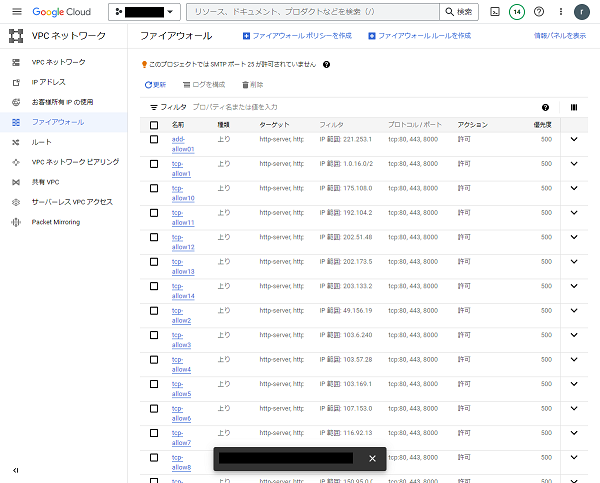 Google Cloud
リソース、ドキュメント、プロダクトなどを検索（/）
検索
14
r
VPC ネットワーク
ファイアウォール
ファイアウォール ポリシーを作成
ファイアウォール ルールを作成
情報パネルを表示
VPC ネットワーク
IP アドレス
お客様所有 IP の使用
ファイアウォール
ルート
VPC ネットワーク ピアリング
共有 VPC
サーバーレス VPC アクセス
Packet Mirroring
このプロジェクトでは SMTP ポート 25 が許可されていません
更新 ログを構成 削除
フィルタ プロパティ名または値を入力
名前 種類 ターゲット フィルタ プロトコル / ポート アクション 優先度
add-allow01 上り http-server, http IP 範囲: 221.253.1 tcp:80, 443, 8000 許可 500
tcp-allow1 上り http-server, http IP 範囲: 1.0.16.0/2 tcp:80, 443, 8000 許可 500
tcp-allow10 上り http-server, http IP 範囲: 175.108.0 tcp:80, 443, 8000 許可 500
tcp-allow11 上り http-server, http IP 範囲: 192.104.2 tcp:80, 443, 8000 許可 500
tcp-allow12 上り http-server, http IP 範囲: 202.51.48 tcp:80, 443, 8000 許可 500
tcp-allow13 上り http-server, http IP 範囲: 202.173.5 tcp:80, 443, 8000 許可 500
tcp-allow14 上り http-server, http IP 範囲: 203.133.2 tcp:80, 443, 8000 許可 500
tcp-allow2 上り http-server, http IP 範囲: 49.156.19 tcp:80, 443, 8000 許可 500
tcp-allow3 上り http-server, http IP 範囲: 103.6.240 tcp:80, 443, 8000 許可 500
tcp-allow4 上り http-server, http IP 範囲: 103.57.28 tcp:80, 443, 8000 許可 500
tcp-allow5 上り http-server, http IP 範囲: 103.169.1 tcp:80, 443, 8000 許可 500
tcp-allow6 上り http-server, http IP 範囲: 107.153.0 tcp:80, 443, 8000 許可 500
tcp-allow7 上り http-server, http IP 範囲: 116.92.13 tcp:80, 443, 8000 許可 500
tcp-allow8 上り 許可 500
tcp- 上り http-server, http IP 範囲: 150.95.0.( tcp:80, 443, 8000 許可 500